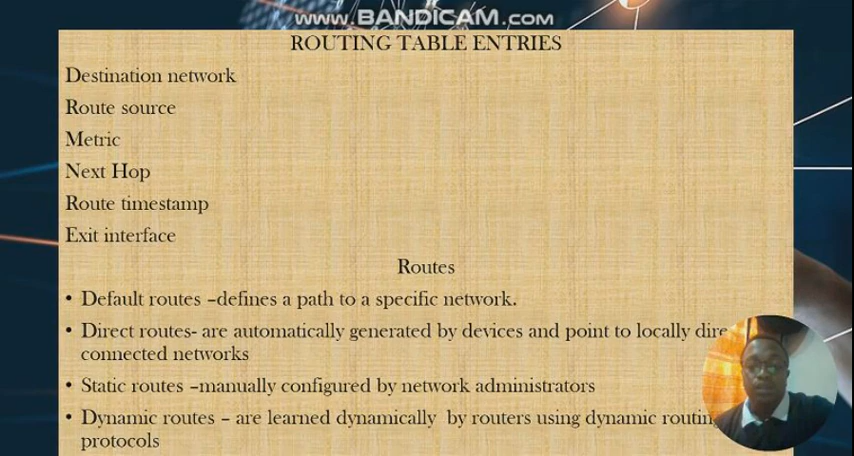 www.BANDICAM.com
ROUTING TABLE ENTRIES
Destination network
Route source
Metric
Next Hop
Route timestamp
Exit interface
Routes
• Default routes –defines a path to a specific network.
• Direct routes- are automatically generated by devices and point to locally
connected networks
• Static routes –manually configured by network administrators
• Dynamic routes – are learned dynamically by routers using dynamic routing
protocols